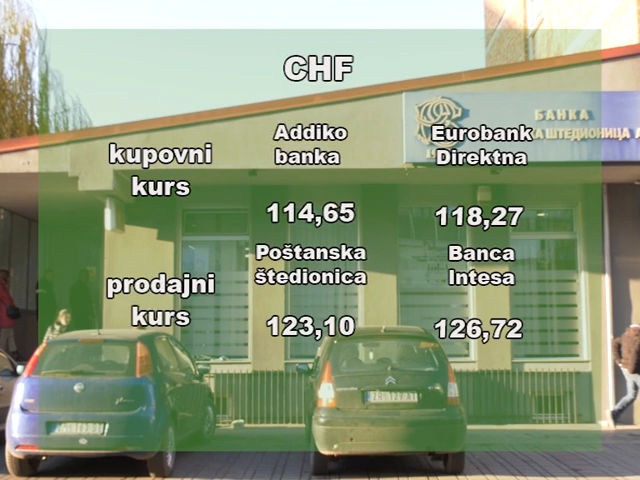 CHF
БАНКА
ШТЕДИОНИЦА
kupovni
kurs
Addiko
banka
114,65
Eurobank
Direktna
118,27
prodajni
kurs
Poštanska
štedionica
123,10
Banca
Intesa
126,72